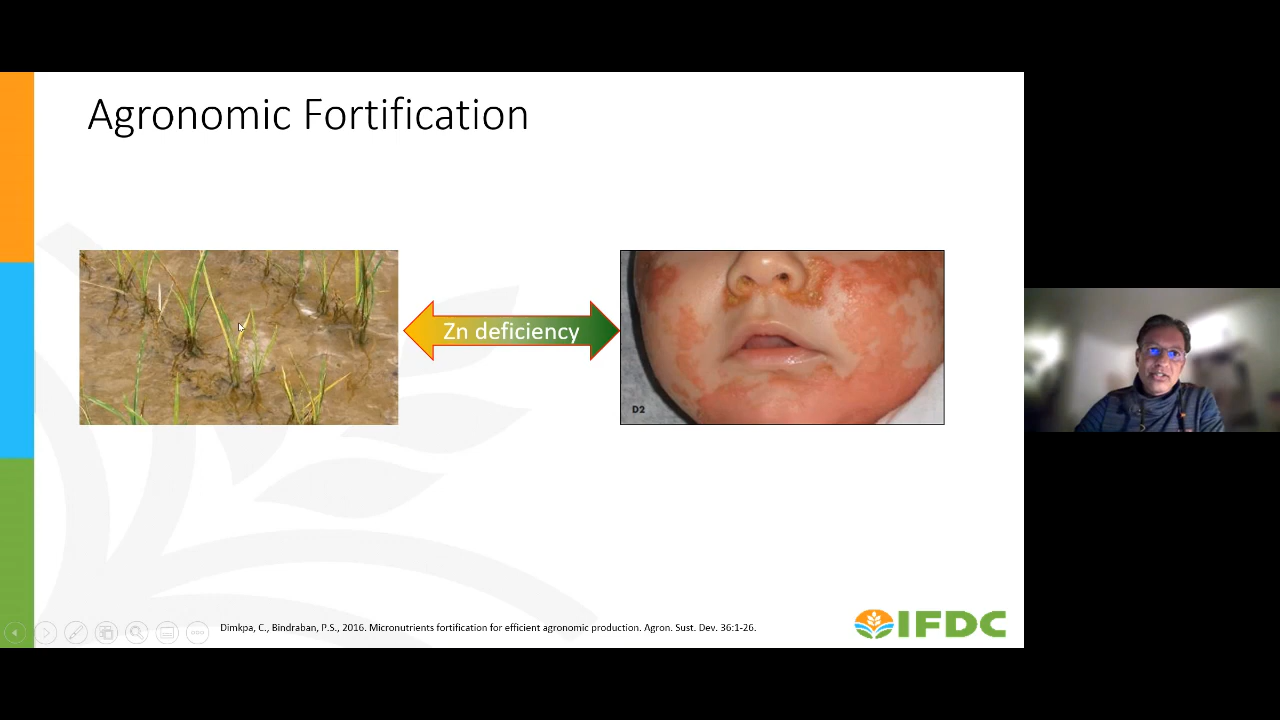 Agronomic Fortification
Zn deficiency
D2
Dimkpa, C., Bindraban, P.S., 2016. Micronutrients fortification for efficient agronomic production. Agron. Sust. Dev. 36:1-26.
IFDC